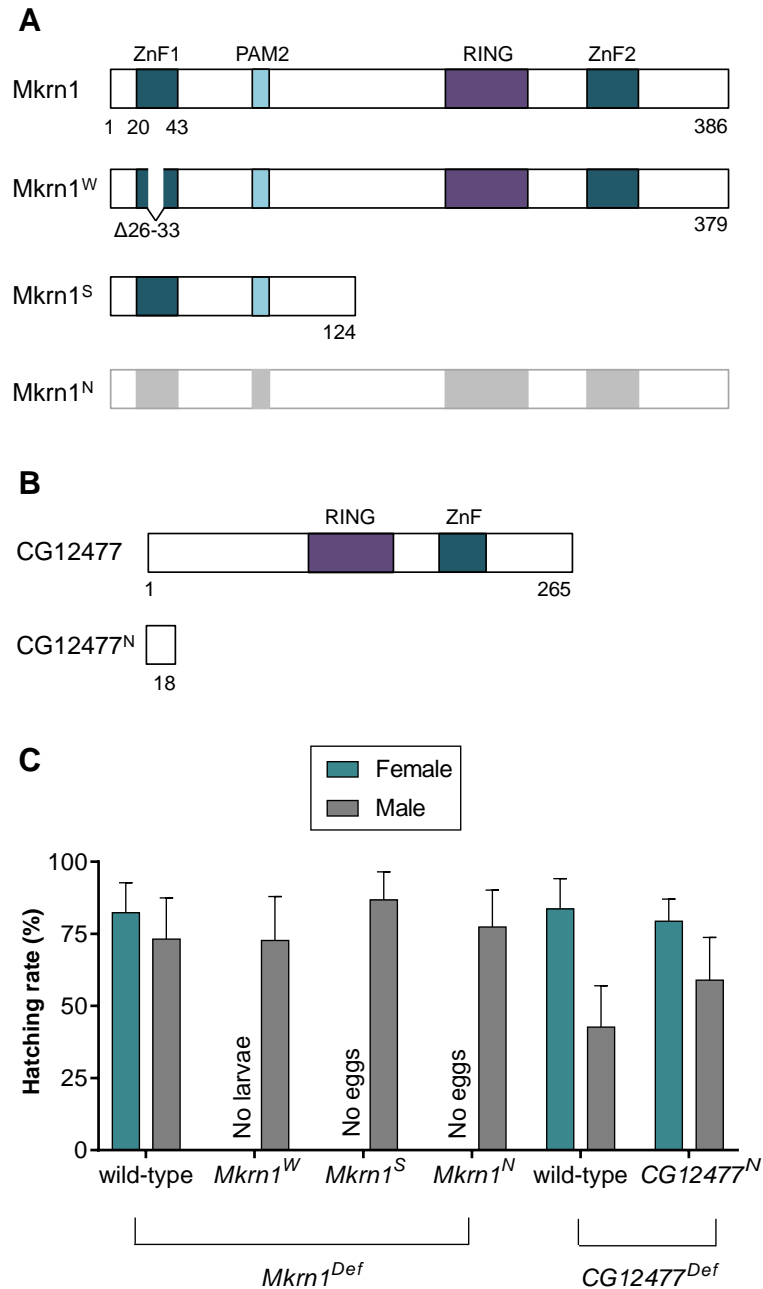 A
ZnF1 PAM2 RING ZnF2
Mkrn1
1 20 43 386
Mkrn1W
Δ26-33 379
Mkrn1S
124
Mkrn1N
B
RING ZnF
CG12477
1 265
CG12477N
18
C
Female
Male
Hatching rate (%)
100
75
50
25
0
No larvae
No eggs
No eggs
wild-type Mkrn1W Mkrn1S Mkrn1N wild-type CG12477N
Mkrn1Def CG12477Def